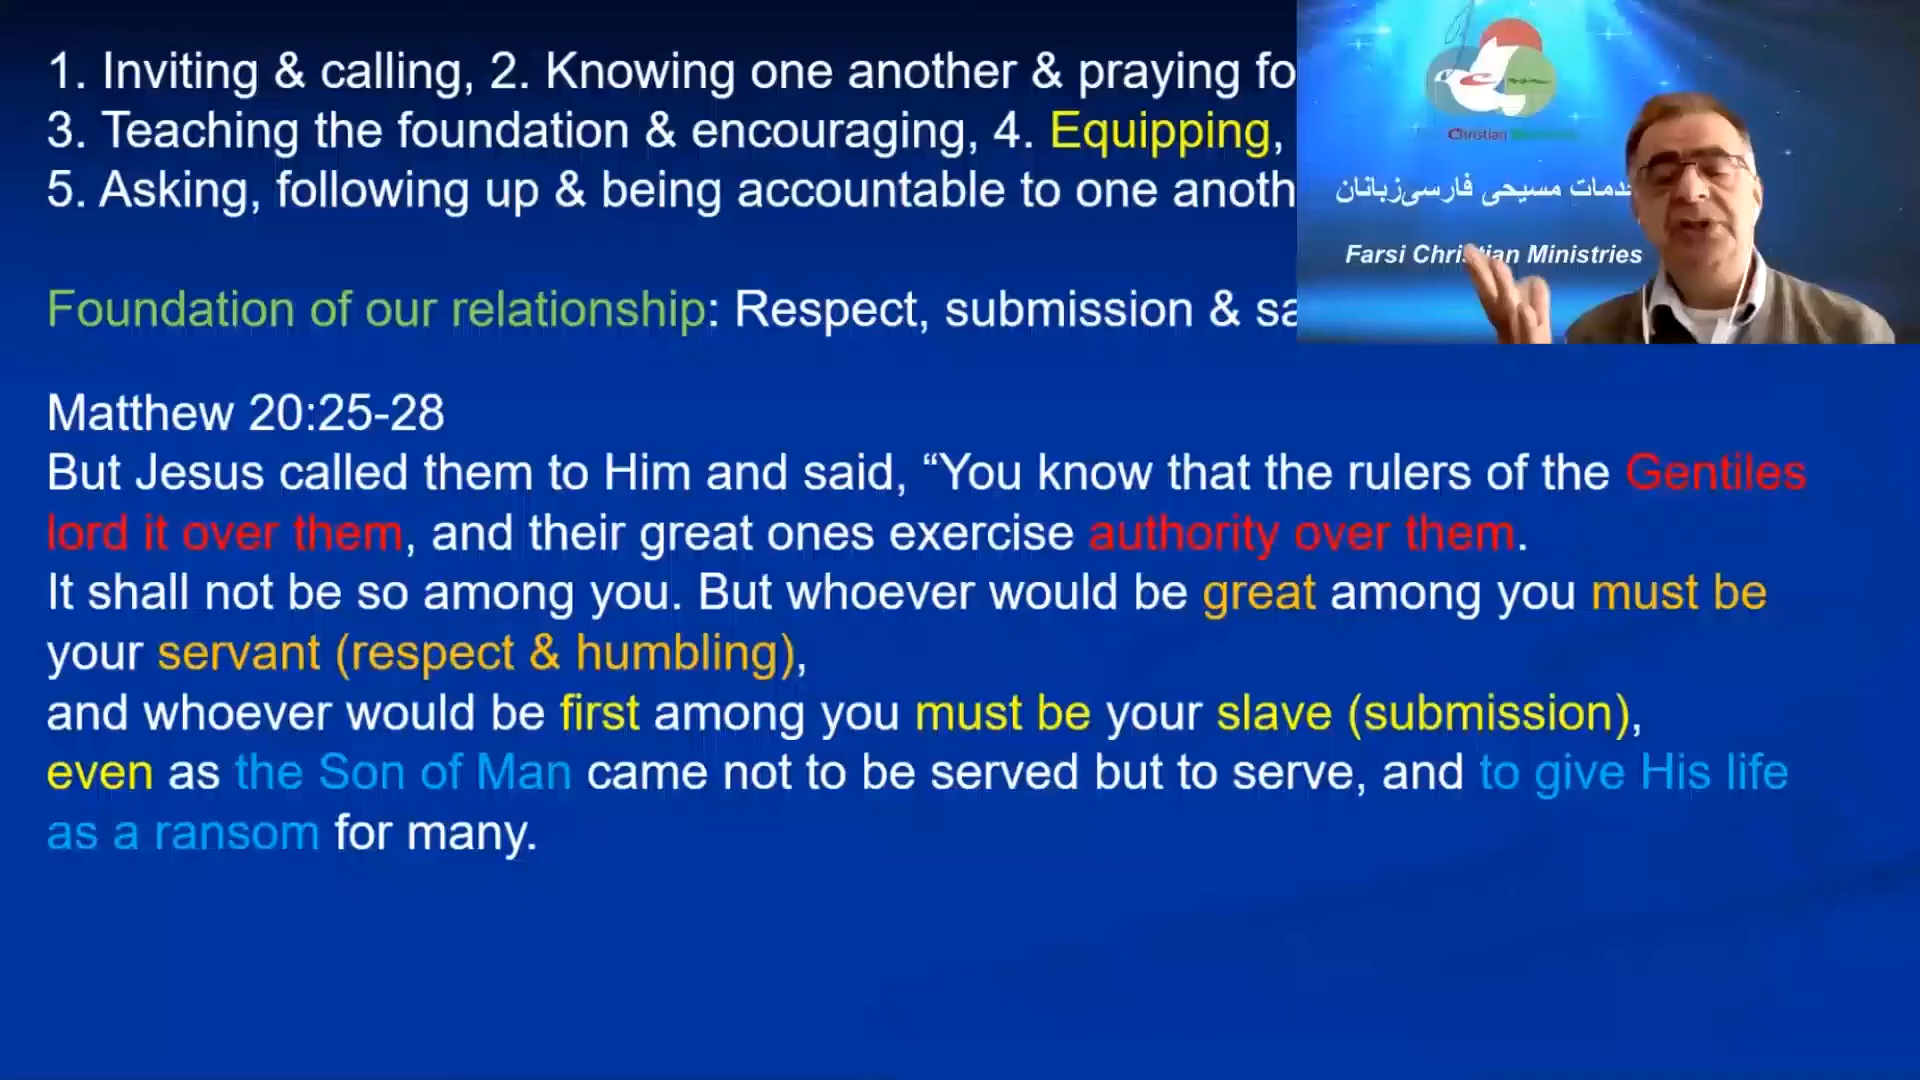 1. Inviting & calling, 2. Knowing one another & praying fo
3. Teaching the foundation & encouraging, 4. Equipping,
5. Asking, following up & being accountable to one anoth
Foundation of our relationship: Respect, submission & sa
Matthew 20:25-28
But Jesus called them to Him and said, “You know that the rulers of the Gentiles
lord it over them, and their great ones exercise authority over them.
It shall not be so among you. But whoever would be great among you must be
your servant (respect & humbling),
and whoever would be first among you must be your slave (submission),
even as the Son of Man came not to be served but to serve, and to give His life
as a ransom for many.
Christian
خدمات مسیحی فارسی‌زبانان
Farsi Christian Ministries